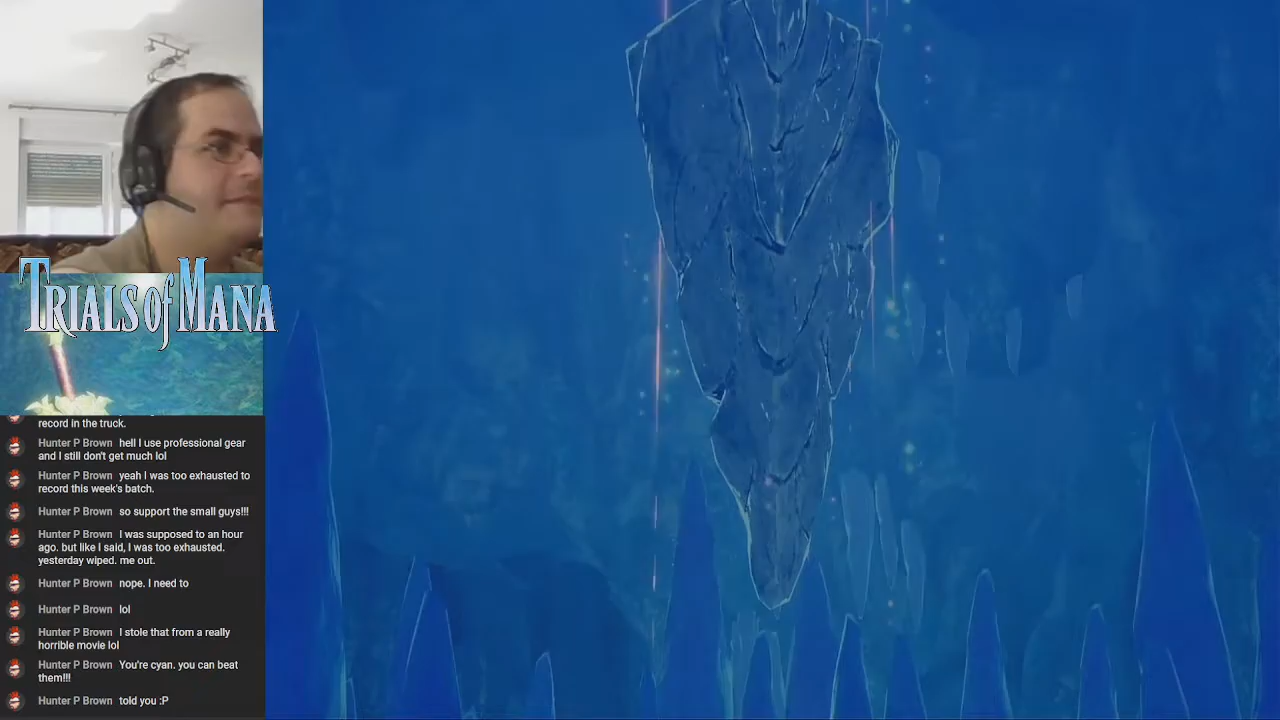 TRIALS of MANA
record in the truck.
Hunter P Brown hell I use professional gear
and I still don't get much lol
Hunter P Brown yeah I was too exhausted to
record this week's batch.
Hunter P Brown so support the small guys!!!
Hunter P Brown I was supposed to an hour
ago. but like I said, I was too exhausted.
yesterday wiped. me out.
Hunter P Brown nope. I need to
Hunter P Brown lol
Hunter P Brown I stole that from a really
horrible movie lol
Hunter P Brown You're cyan. you can beat
them!!!
Hunter P Brown told you :P